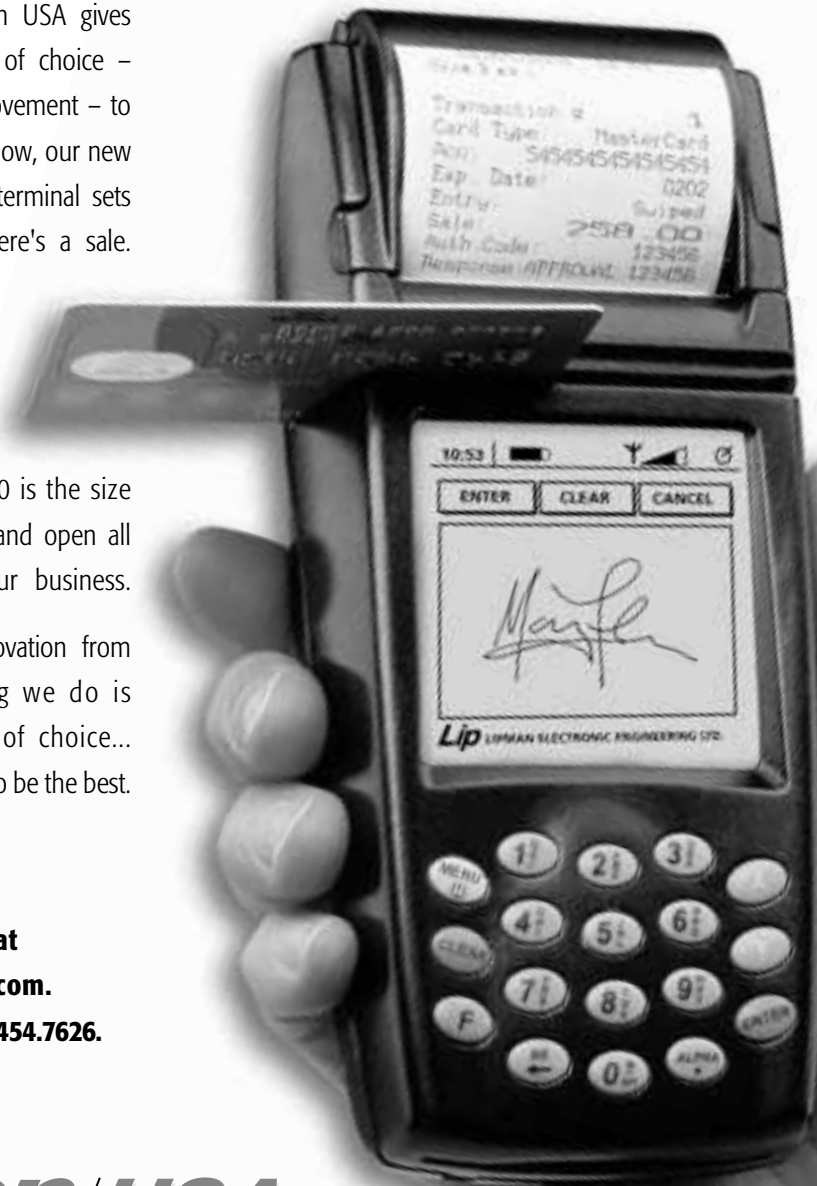 USA gives
of choice –
ovement – to
ow, our new
terminal sets
ere's a sale.
0 is the size
and open all
ur business.
ovation from
g we do is
of choice...
o be the best.
at
com.
454.7626.
Transaction #
Card Type: MasterCard
Acn: 5454545454545454
Exp. Date: 0202
Entry: Swiped
Sale: 258.00
Auth.Code: 123456
Response APPROVAL 123456
10:53
ENTER CLEAR CANCEL
Lip LIPMAN ELECTRONIC ENGINEERING LTD.
MENU 1 2 3
CLEAR 4 5 6
F 7 8 9 ENTER
0 ALPHA
USA